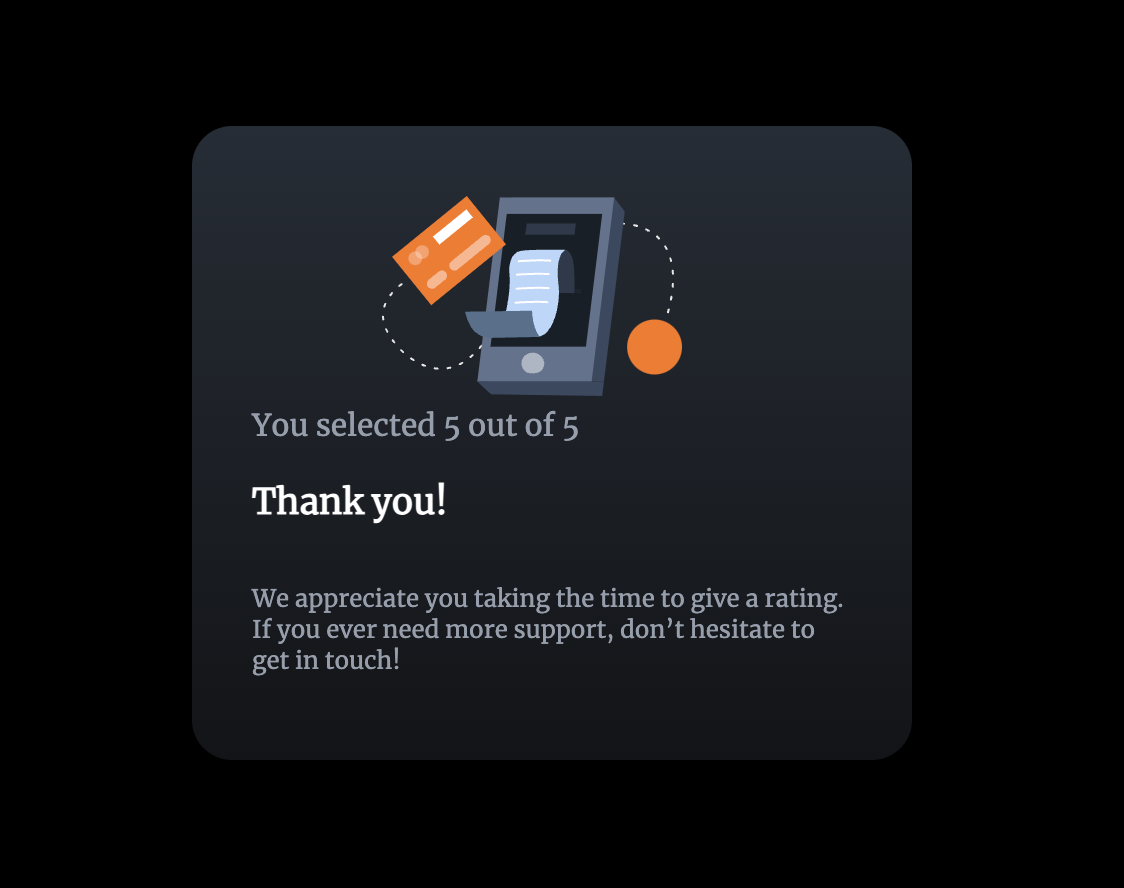 You selected 5 out of 5
Thank you!
We appreciate you taking the time to give a rating.
If you ever need more support, don’t hesitate to
get in touch!